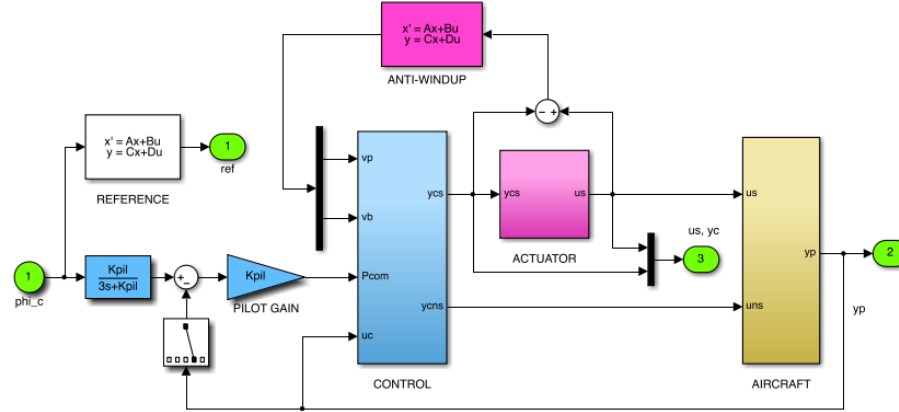 x' = Ax+Bu
y = Cx+Du
ANTI-WINDUP
- +
x' = Ax+Bu
y = Cx+Du
REFERENCE
1
ref
vp
vb
Pcom
uc
ycs
ycns
CONTROL
ycs
us
ACTUATOR
us, yc
3
us
uns
yp
AIRCRAFT
2
yp
1
phi_c
Kpil
3s+Kpil
+
-
Kpil
PILOT GAIN